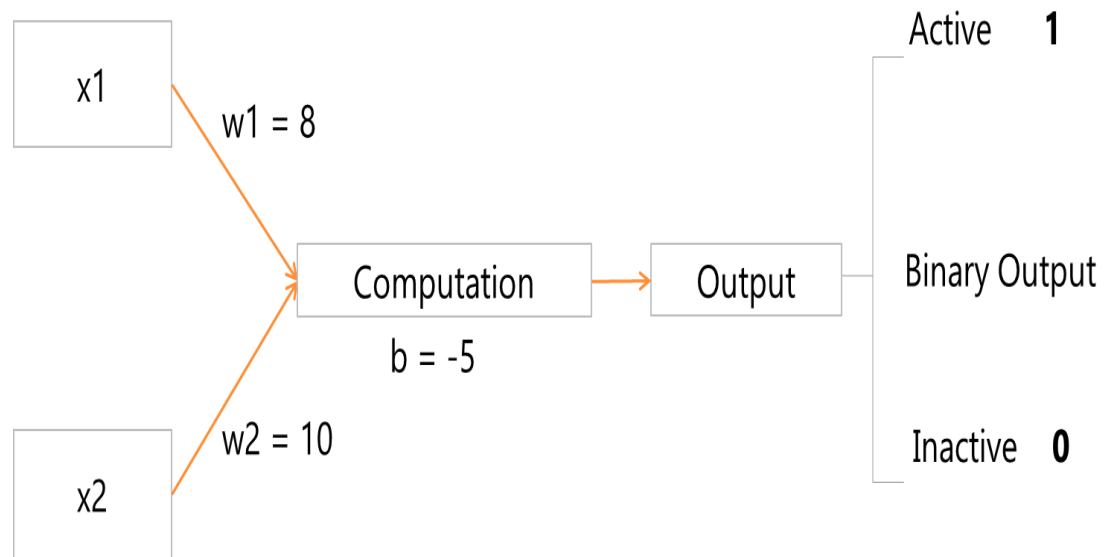 x1
w1 = 8
Computation
b = -5
w2 = 10
x2
Output
Active 1
Binary Output
Inactive 0